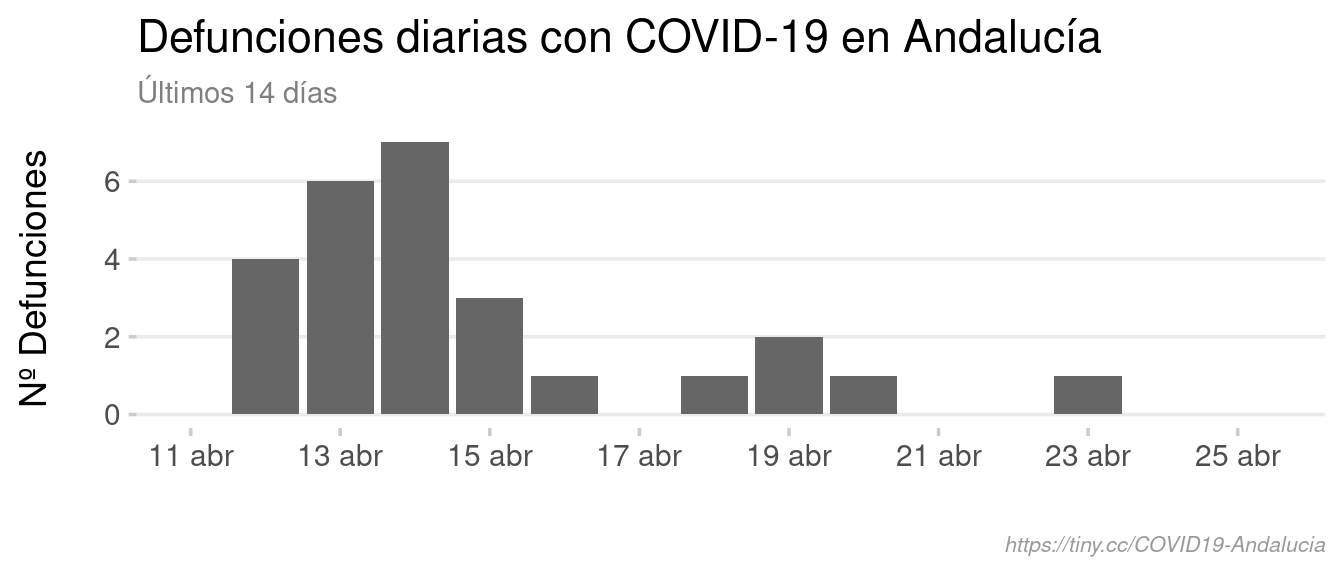 Defunciones diarias con COVID-19 en Andalucía
Últimos 14 días
Nº Defunciones
6
4
2
0
11 abr 13 abr 15 abr 17 abr 19 abr 21 abr 23 abr 25 abr
https://tiny.cc/COVID19-Andalucia